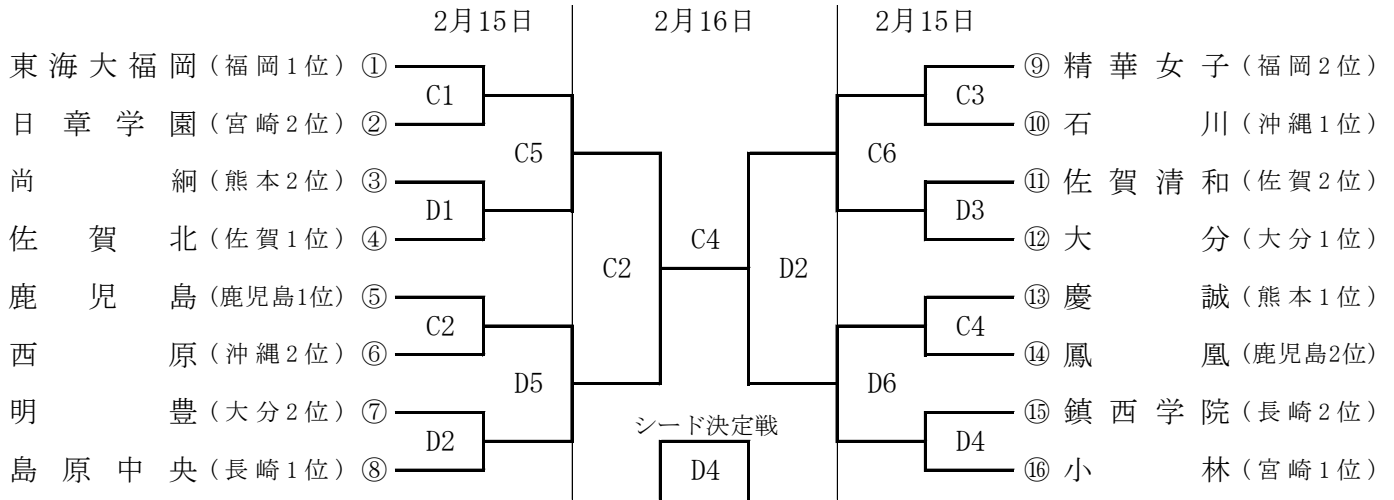 2月15日 2月16日 2月15日
東海大福岡(福岡1位)① ⑨精華女子(福岡2位)
C1 C3
日章学園(宮崎2位)② ⑩石川(沖縄1位)
C5 C6
尚絅(熊本2位)③ ⑪佐賀清和(佐賀2位)
D1 D3
佐賀北(佐賀1位)④ C4 ⑫大分(大分1位)
C2 D2
鹿児島(鹿児島1位)⑤ ⑬慶誠(熊本1位)
C2 C4
西原(沖縄2位)⑥ ⑭鳳凰(鹿児島2位)
D5 D6
明豊(大分2位)⑦ シード決定戦 ⑮鎮西学院(長崎2位)
D2 D4 D4
島原中央(長崎1位)⑧ ⑯小林(宮崎1位)